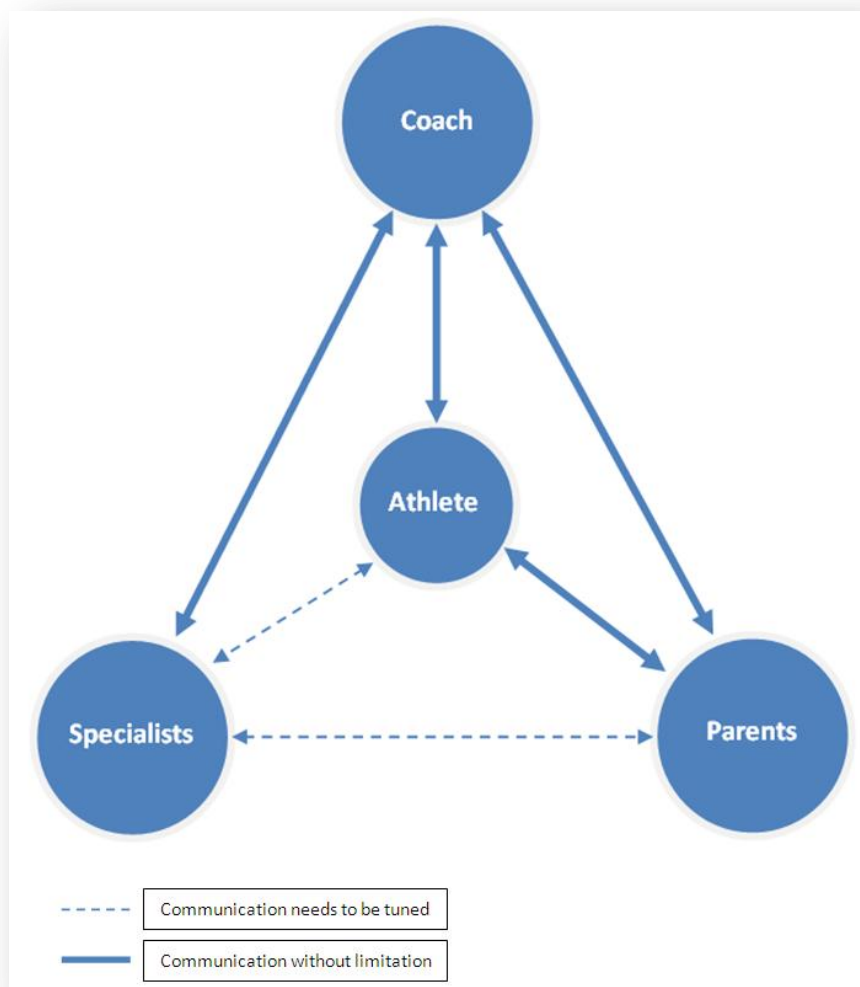 Coach
Athlete
Specialists
Parents
Communication needs to be tuned
Communication without limitation